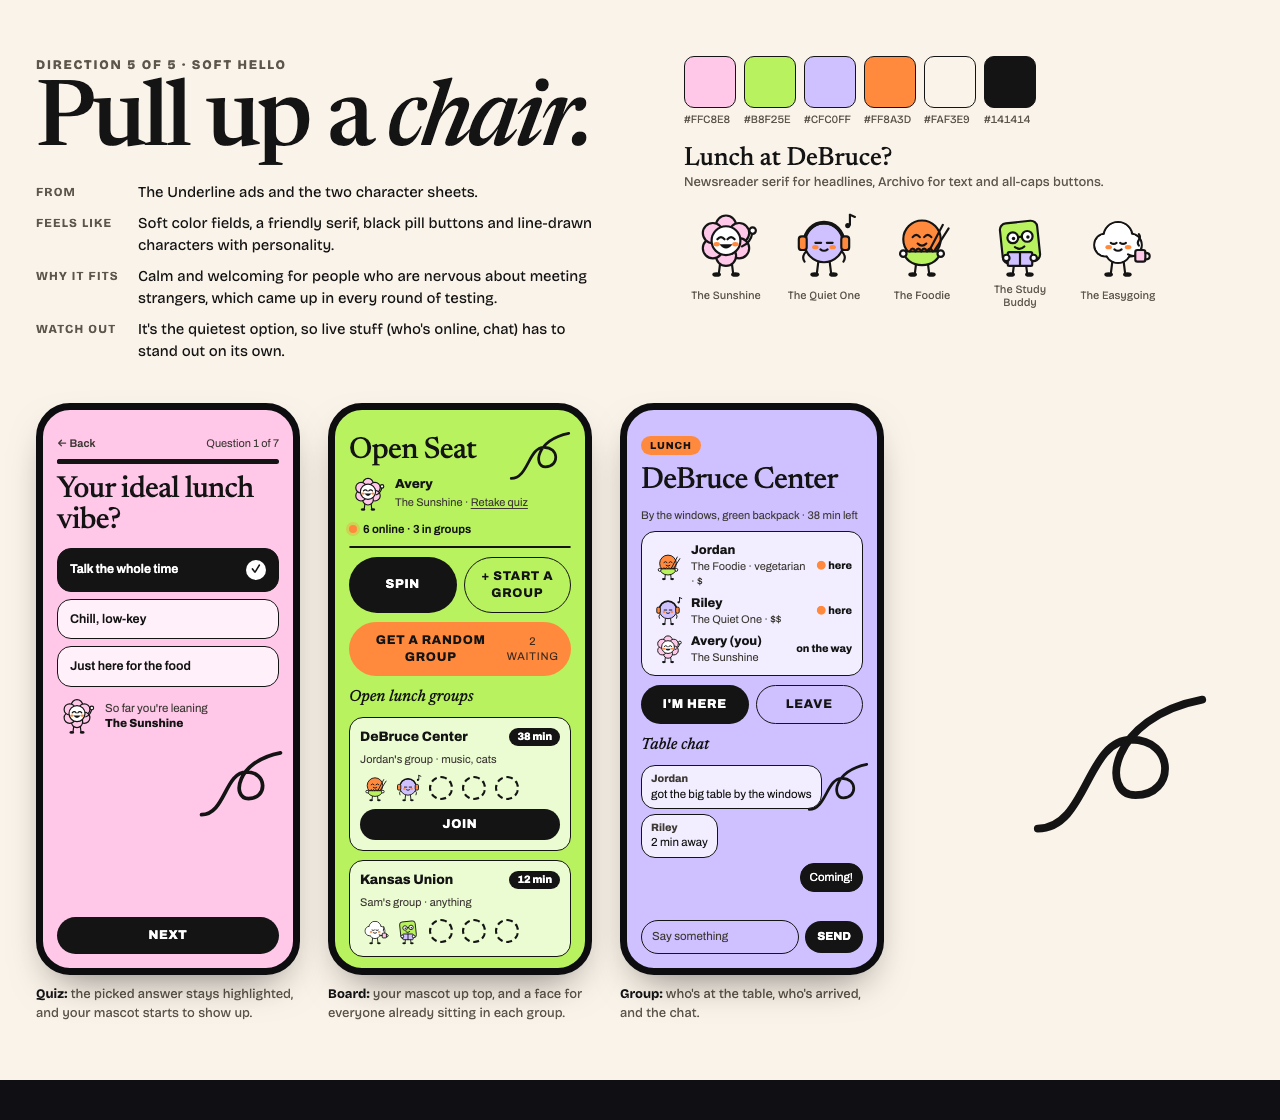 DIRECTION 5 OF 5 · SOFT HELLO
Pull up a chair.
FROM
The Underline ads and the two character sheets.
FEELS LIKE
Soft color fields, a friendly serif, black pill buttons and line-drawn
characters with personality.
WHY IT FITS
Calm and welcoming for people who are nervous about meeting
strangers, which came up in every round of testing.
WATCH OUT
It's the quietest option, so live stuff (who's online, chat) has to
stand out on its own.
#FFC8E8 #B8F25E #CFC0FF #FF8A3D #FAF3E9 #141414
Lunch at DeBruce?
Newsreader serif for headlines, Archivo for text and all-caps buttons.
The Sunshine
The Quiet One
The Foodie
The Study
Buddy
The Easygoing
← Back
Question 1 of 7
Your ideal lunch
vibe?
Talk the whole time
Chill, low-key
Just here for the food
So far you're leaning
The Sunshine
NEXT
Quiz: the picked answer stays highlighted,
and your mascot starts to show up.
Open Seat
Avery
The Sunshine · Retake quiz
6 online · 3 in groups
SPIN
+ START A
GROUP
GET A RANDOM
GROUP
2
WAITING
Open lunch groups
DeBruce Center
38 min
Jordan's group · music, cats
JOIN
Kansas Union
12 min
Sam's group · anything
Board: your mascot up top, and a face for
everyone already sitting in each group.
LUNCH
DeBruce Center
By the windows, green backpack · 38 min left
Jordan
The Foodie · vegetarian
· $
here
Riley
The Quiet One · $$
here
Avery (you)
The Sunshine
on the way
I'M HERE
LEAVE
Table chat
Jordan
got the big table by the windows
Riley
2 min away
Coming!
Say something
SEND
Group: who's at the table, who's arrived,
and the chat.